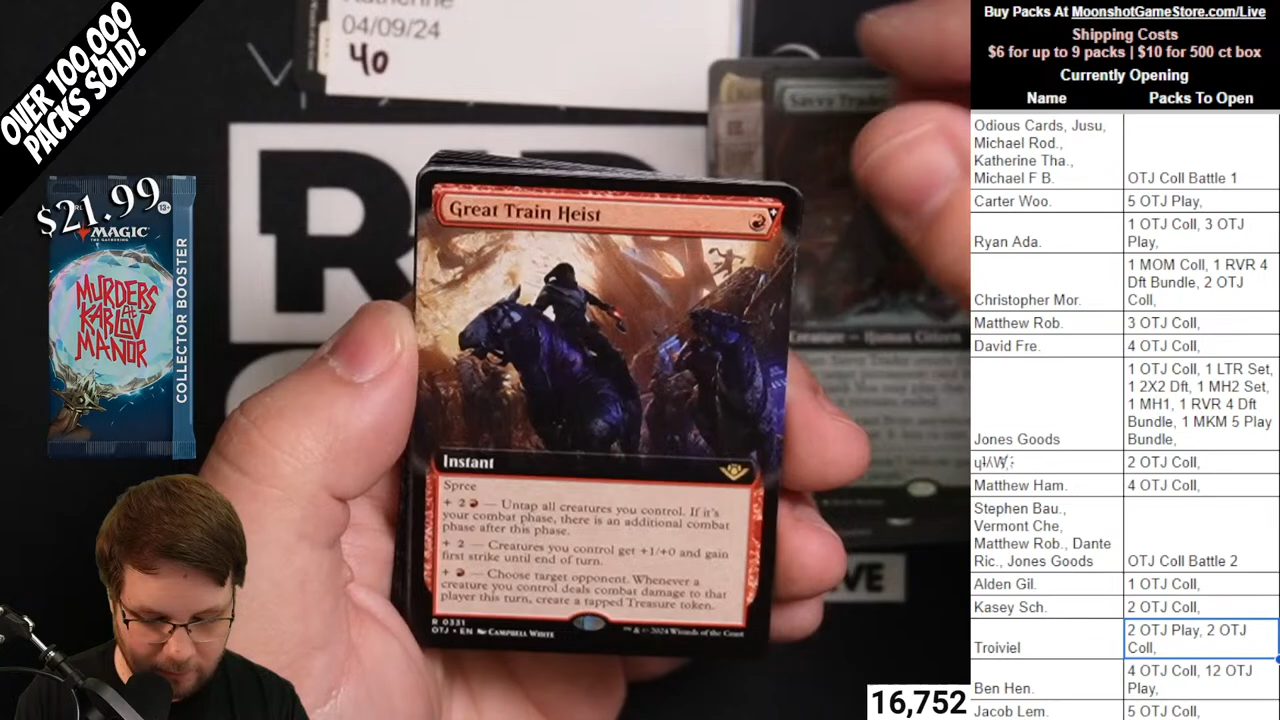 OVER 100,000
PACKS SOLD!
$21.99
MAGIC
THE GATHERING
13+
MURDERS
AT
KARLOV
MANOR
COLLECTOR BOOSTER
Katherine
04/09/24
40
Great Train Heist
Instant
Spree
+ 2 — Untap all creatures you control. If it's
your combat phase, there is an additional combat
phase after this phase.
+ 2 — Creatures you control get +1/+0 and gain
first strike until end of turn.
+ — Choose target opponent. Whenever a
creature you control deals combat damage to that
player this turn, create a tapped Treasure token.
R 0331
OTJ • EN CAMPBELL WHITE
™ & © 2024 Wizards of the Coast
Creature — Human Citizen
Buy Packs At MoonshotGameStore.com/Live
Shipping Costs
$6 for up to 9 packs | $10 for 500 ct box
Currently Opening
Name Packs To Open
Odious Cards, Jusu,
Michael Rod.,
Katherine Tha.,
Michael F B. OTJ Coll Battle 1
Carter Woo. 5 OTJ Play,
1 OTJ Coll, 3 OTJ
Ryan Ada. Play,
1 MOM Coll, 1 RVR 4
Dft Bundle, 2 OTJ
Christopher Mor. Coll,
Matthew Rob. 3 OTJ Coll,
David Fre. 4 OTJ Coll,
1 OTJ Coll, 1 LTR Set,
1 2X2 Dft, 1 MH2 Set,
1 MH1, 1 RVR 4 Dft
Bundle, 1 MKM 5 Play
Jones Goods Bundle,
2 OTJ Coll,
Matthew Ham. 4 OTJ Coll,
Stephen Bau.,
Vermont Che,
Matthew Rob., Dante
Ric., Jones Goods OTJ Coll Battle 2
Alden Gil. 1 OTJ Coll,
Kasey Sch. 2 OTJ Coll,
2 OTJ Play, 2 OTJ
Troiviel Coll,
4 OTJ Coll, 12 OTJ
Ben Hen. Play,
Jacob Lem. 5 OTJ Coll,
16,752